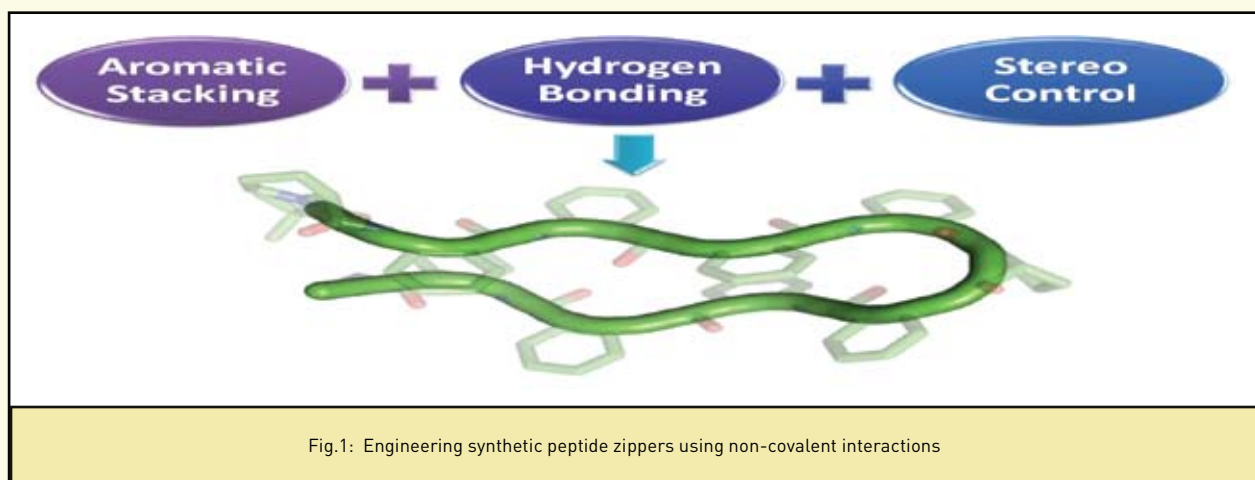 Aromatic
Stacking
Hydrogen
Bonding
Stereo
Control
Fig.1: Engineering synthetic peptide zippers using non-covalent interactions